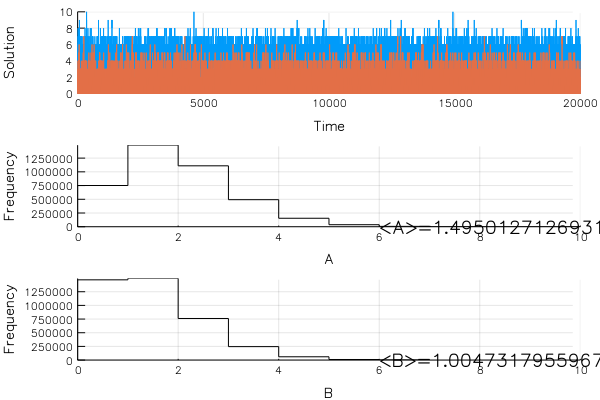 10
8
6
4
2
0
Solution
0 5000 10000 15000 20000
Time
1250000
1000000
750000
500000
250000
0
Frequency
<A>=1.4950127126931
0 2 4 6 8 10
A
1250000
1000000
750000
500000
250000
0
Frequency
<B>=1.0047317955967
0 2 4 6 8 10
B